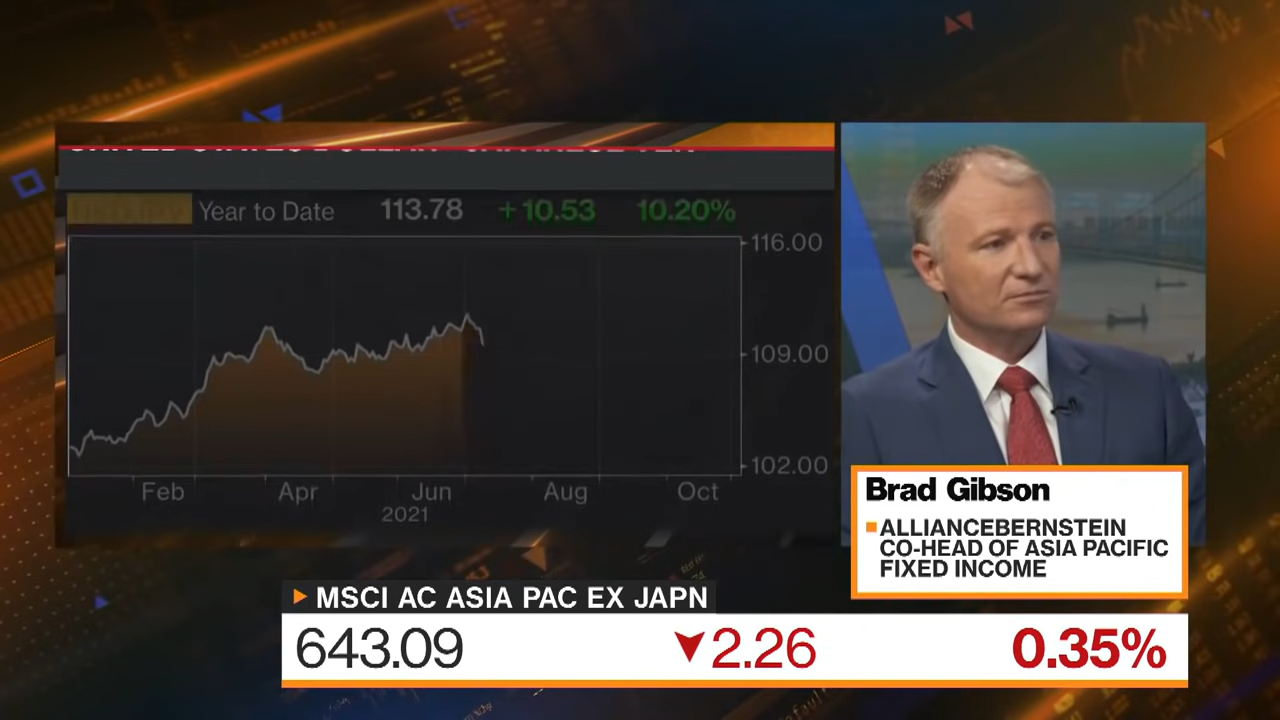 Year to Date 113.78 +10.53 10.20%
116.00
109.00
102.00
Feb Apr Jun Aug Oct
2021
Brad Gibson
ALLIANCEBERNSTEIN
CO-HEAD OF ASIA PACIFIC
FIXED INCOME
MSCI AC ASIA PAC EX JAPN
643.09 2.26 0.35%